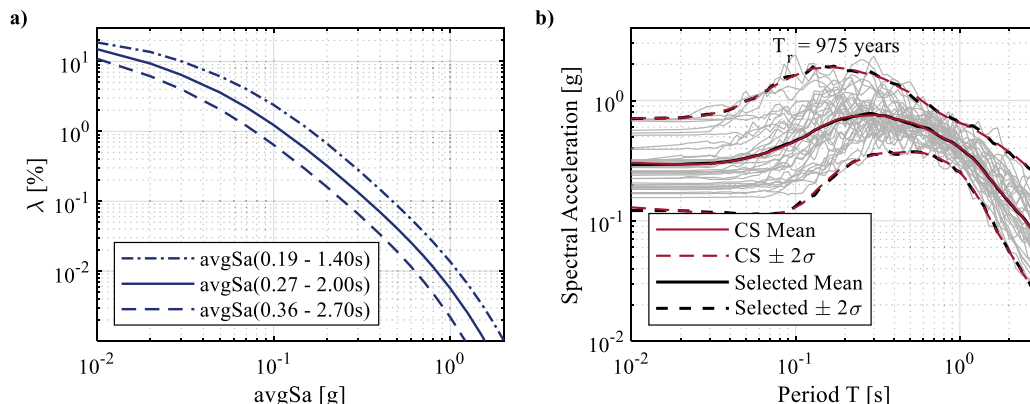 a)
λ [%]
10^1
10^0
10^-1
10^-2
avgSa(0.19 - 1.40s)
avgSa(0.27 - 2.00s)
avgSa(0.36 - 2.70s)
10^-2
10^-1
10^0
avgSa [g]
b)
Spectral Acceleration [g]
T_r = 975 years
10^0
10^-1
10^-2
CS Mean
CS ± 2σ
Selected Mean
Selected ± 2σ
10^-2
10^-1
10^0
Period T [s]